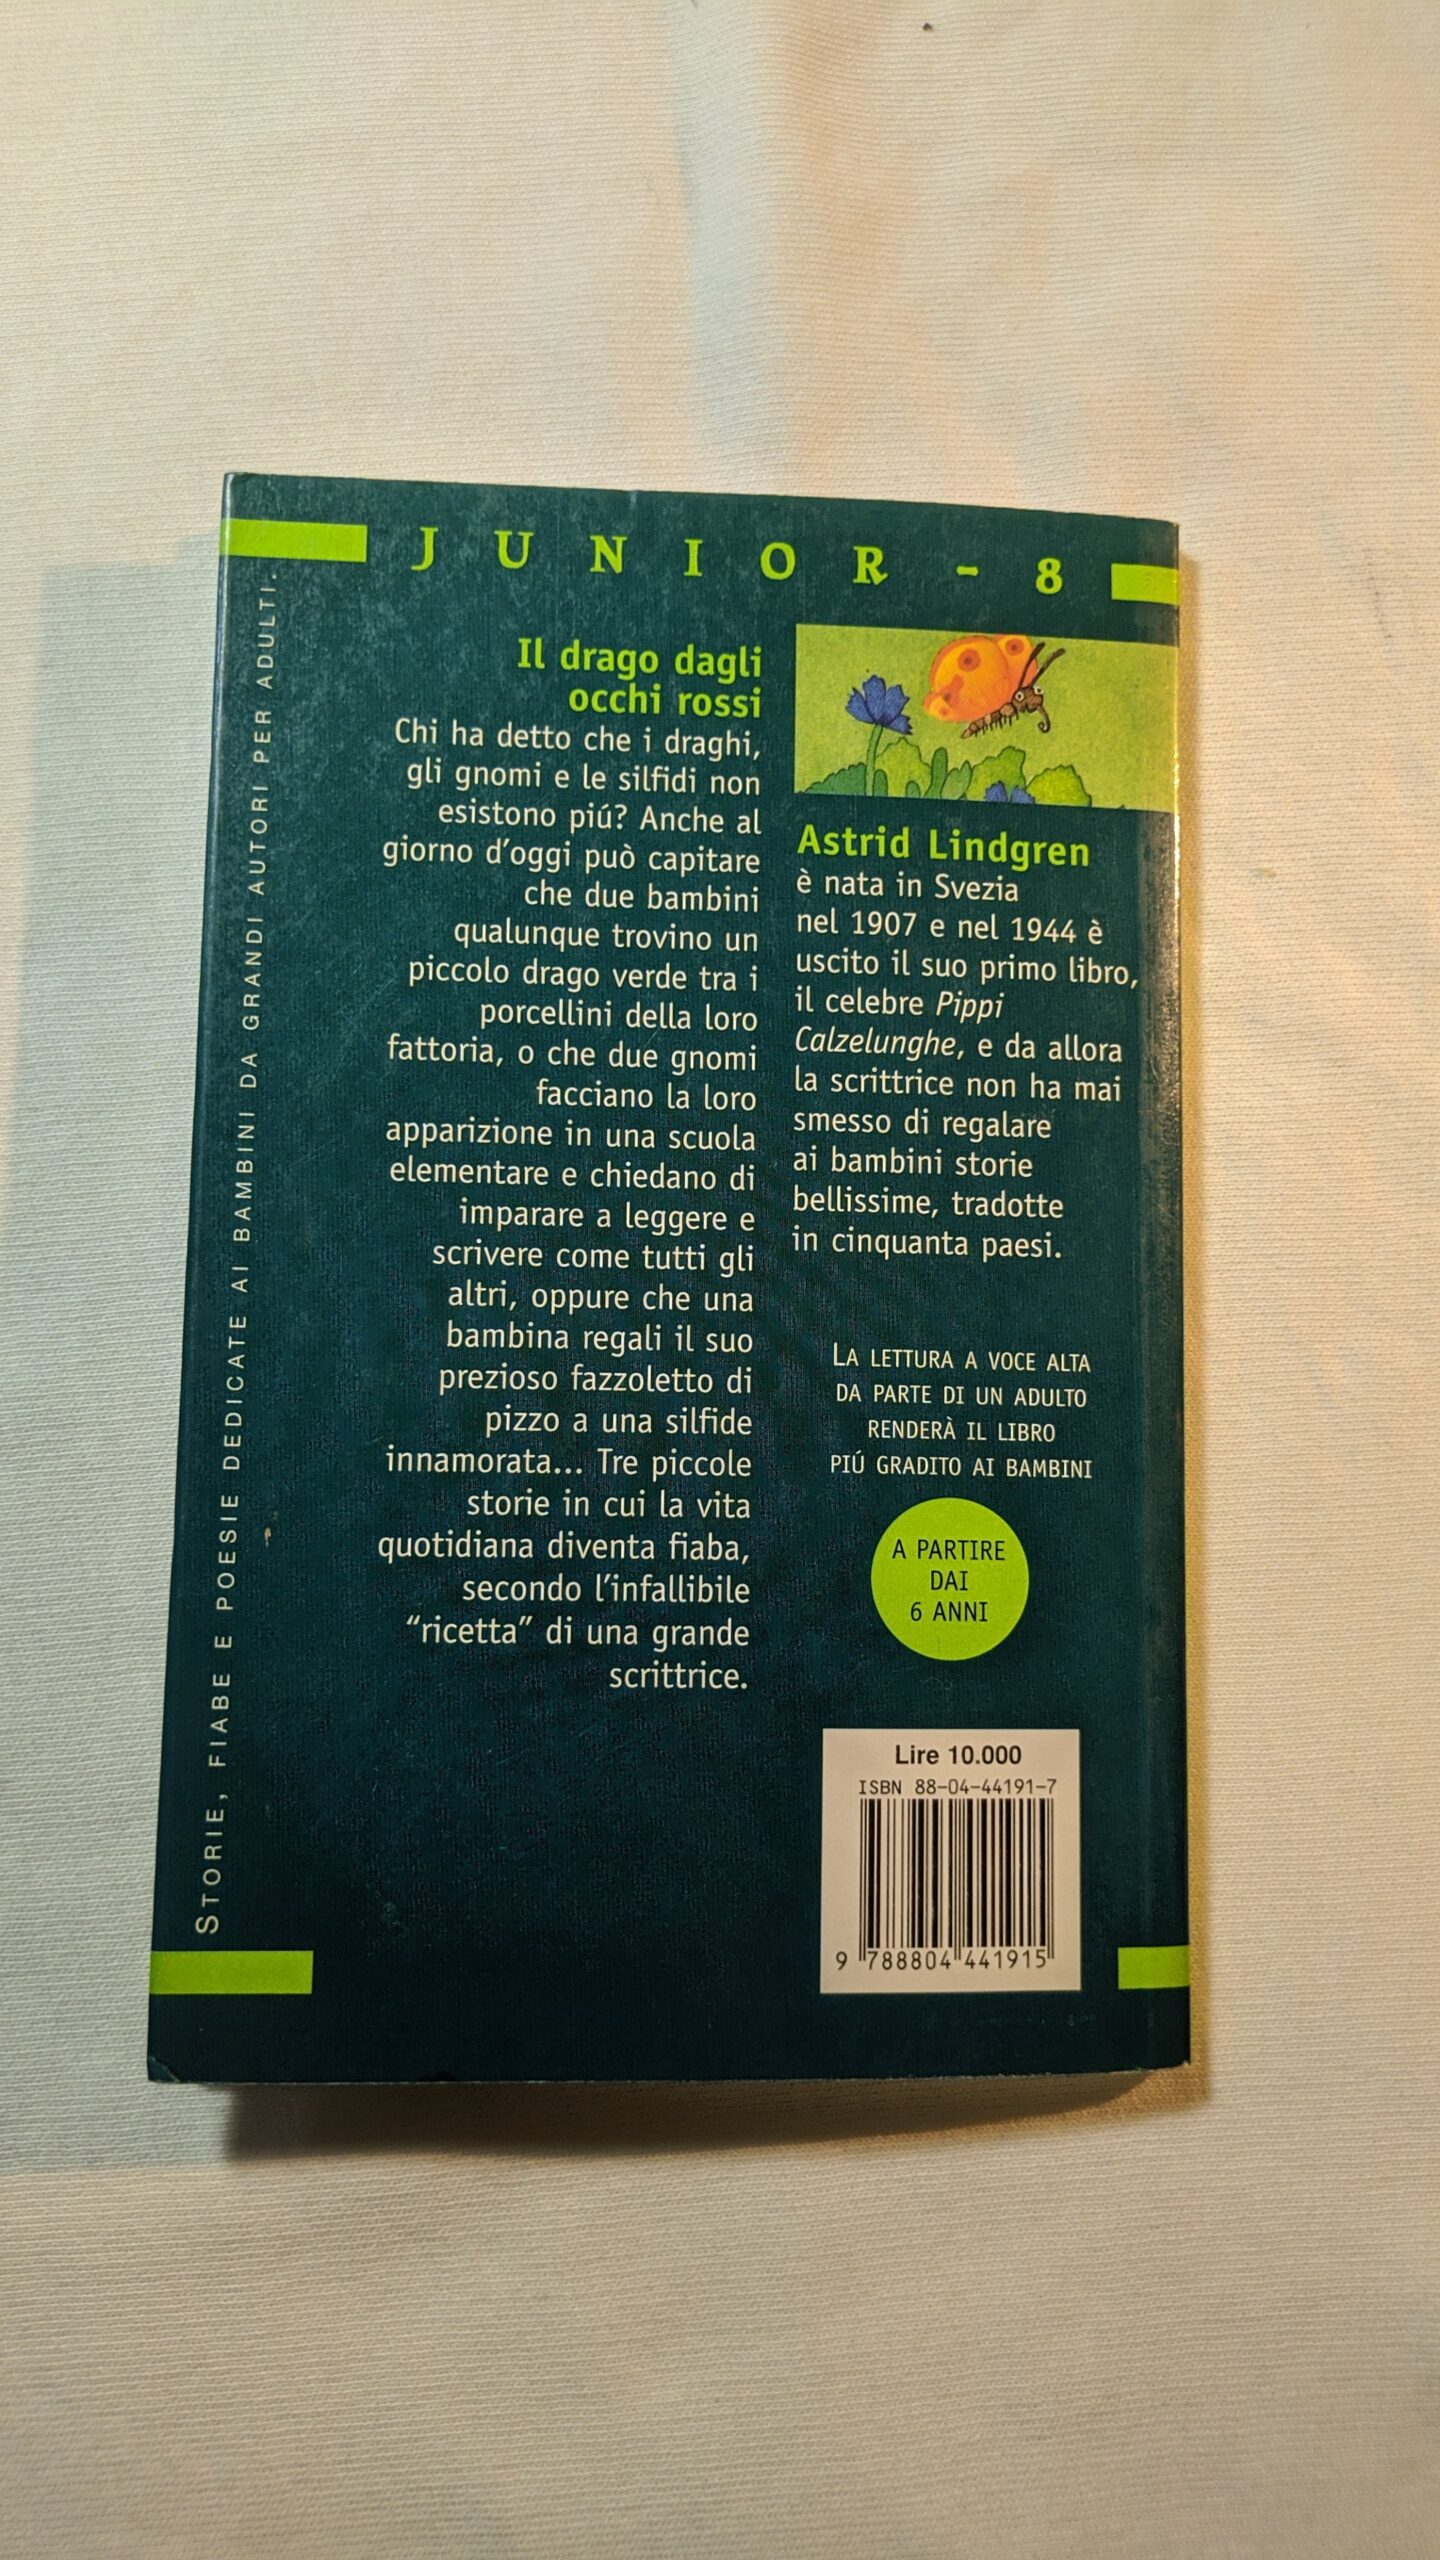 JUNIOR - 8
STORIE, FIABE E POESIE DEDICATE AI BAMBINI DA GRANDI AUTORI PER ADULTI.
Il drago dagli
occhi rossi
Chi ha detto che i draghi,
gli gnomi e le silfidi non
esistono piú? Anche al
giorno d'oggi può capitare
che due bambini
qualunque trovino un
piccolo drago verde tra i
porcellini della loro
fattoria, o che due gnomi
facciano la loro
apparizione in una scuola
elementare e chiedano di
imparare a leggere e
scrivere come tutti gli
altri, oppure che una
bambina regali il suo
prezioso fazzoletto di
pizzo a una silfide
innamorata... Tre piccole
storie in cui la vita
quotidiana diventa fiaba,
secondo l'infallibile
“ricetta” di una grande
scrittrice.
Astrid Lindgren
è nata in Svezia
nel 1907 e nel 1944 è
uscito il suo primo libro,
il celebre Pippi
Calzelunghe, e da allora
la scrittrice non ha mai
smesso di regalare
ai bambini storie
bellissime, tradotte
in cinquanta paesi.
LA LETTURA A VOCE ALTA
DA PARTE DI UN ADULTO
RENDERÀ IL LIBRO
PIÚ GRADITO AI BAMBINI
A PARTIRE
DAI
6 ANNI
Lire 10.000
ISBN 88-04-44191-7
9 788804 441915